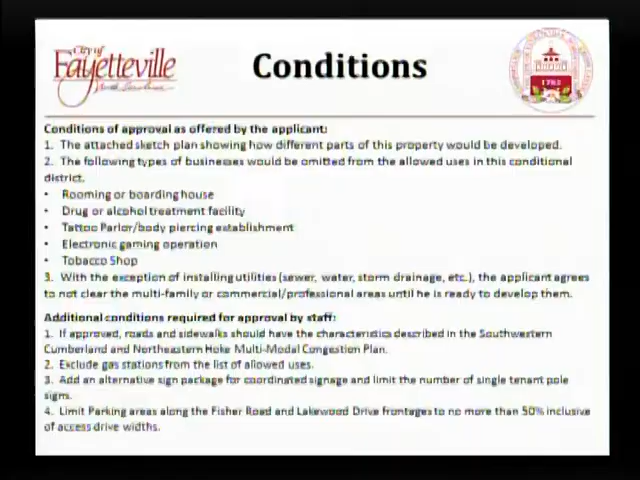 City of
Fayetteville
North Carolina
Conditions
1762
Conditions of approval as offered by the applicant:
1. The attached sketch plan showing how different parts of this property would be developed.
2. The following types of businesses would be omitted from the allowed uses in this conditional
district.
• Rooming or boarding house
• Drug or alcohol treatment facility
• Tattoo Parlor/body piercing establishment
• Electronic gaming operation
• Tobacco Shop
3. With the exception of installing utilities (sewer, water, storm drainage, etc.), the applicant agrees
to not clear the multi-family or commercial/professional areas until he is ready to develop them.
Additional conditions required for approval by staff:
1. If approved, roads and sidewalks should have the characteristics described in the Southwestern
Cumberland and Northeastern Hoke Multi-Modal Congestion Plan.
2. Exclude gas stations from the list of allowed uses.
3. Add an alternative sign package for coordinated signage and limit the number of single tenant pole
signs.
4. Limit Parking areas along the Fisher Road and Lakewood Drive frontages to no more than 50% inclusive
of access drive widths.